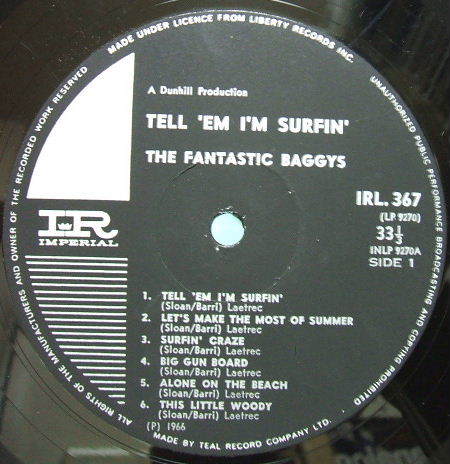 MADE UNDER LICENCE FROM LIBERTY RECORDS INC.
UNAUTHORIZED PUBLIC PERFORMANCE BROADCASTING AND COPYING PROHIBITED
ALL RIGHTS OF THE MANUFACTURERS AND OWNER OF THE RECORDED WORK RESERVED
A Dunhill Production
TELL 'EM I'M SURFIN'
THE FANTASTIC BAGGYS
IR
IMPERIAL
IRL. 367
(LP 9270)
33⅓
INLP 9270A
SIDE 1
1. TELL 'EM I'M SURFIN'
(Sloan/Barri) Laetrec
2. LET'S MAKE THE MOST OF SUMMER
(Sloan/Barri) Laetrec
3. SURFIN' CRAZE
(Sloan/Barri) Laetrec
4. BIG GUN BOARD
(Sloan/Barri) Laetrec
5. ALONE ON THE BEACH
(Sloan/Barri) Laetrec
6. THIS LITTLE WOODY
(Sloan/Barri) Laetrec
(P) 1966
MADE BY TEAL RECORD COMPANY LTD.